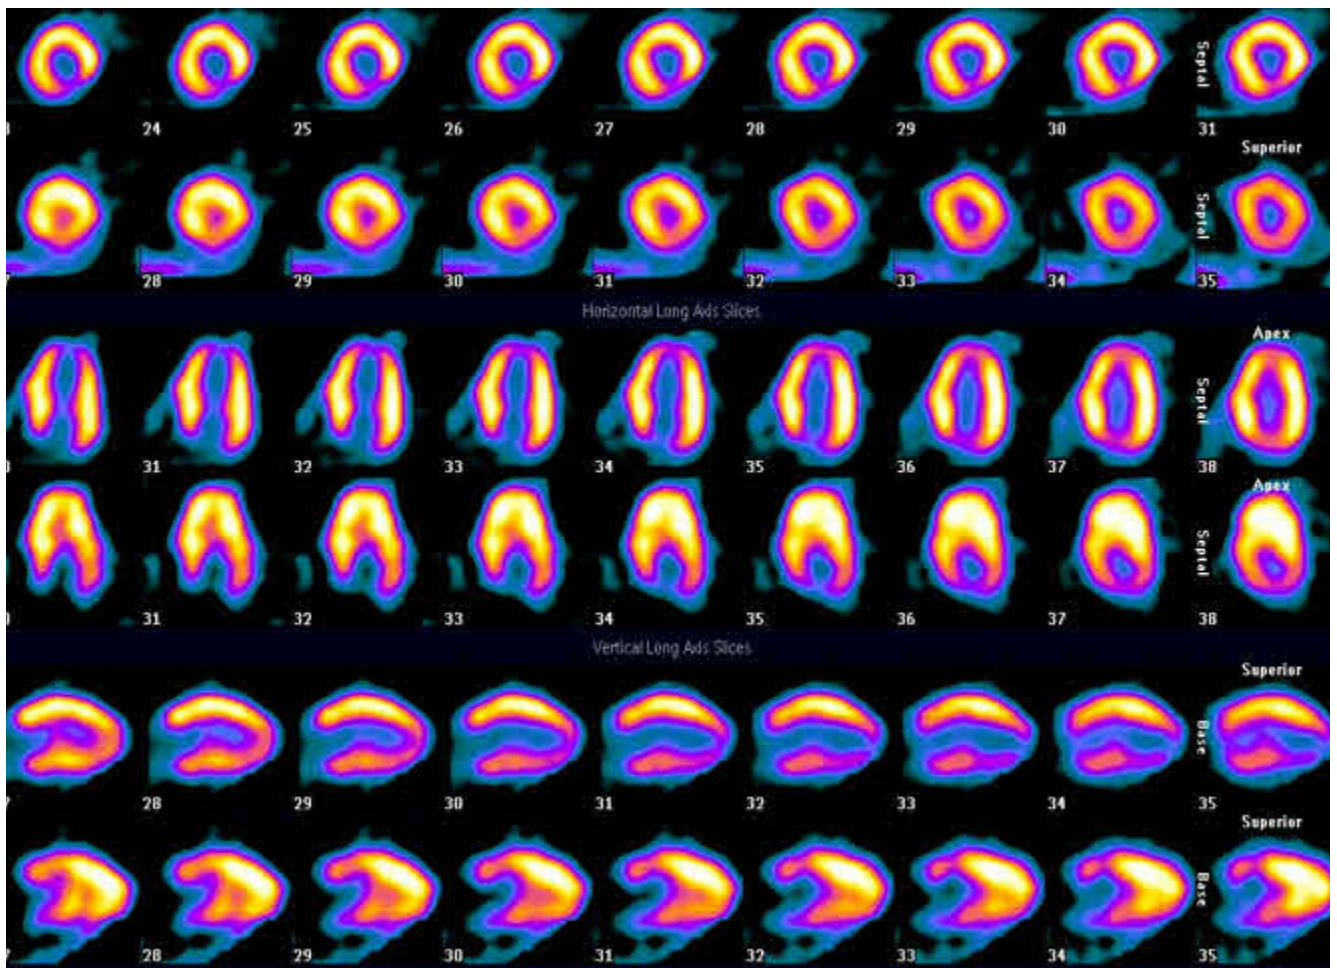 24 25 26 27 28 29 30 31
Septal
Superior
28 29 30 31 32 33 34 35
Septal
Horizontal Long Axis Slices
Apex
31 32 33 34 35 36 37 38
Septal
Apex
31 32 33 34 35 36 37 38
Septal
Vertical Long Axis Slices
Superior
28 29 30 31 32 33 34 35
Base
Superior
28 29 30 31 32 33 34 35
Base